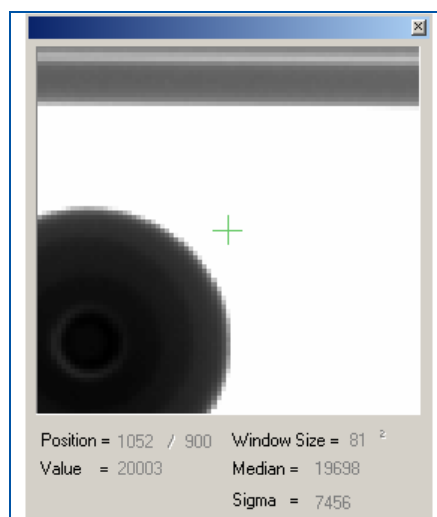 Position = 1052 / 900 Window Size = 81 ²
Value = 20003 Median = 19698
Sigma = 7456